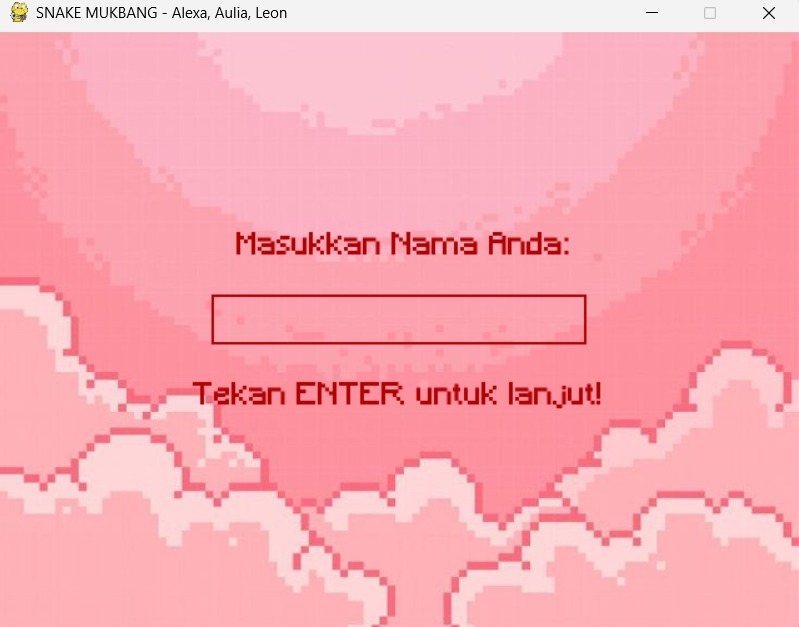 SNAKE MUKBANG - Alexa, Aulia, Leon
Masukkan Nama Anda:
Tekan ENTER untuk lanjut!